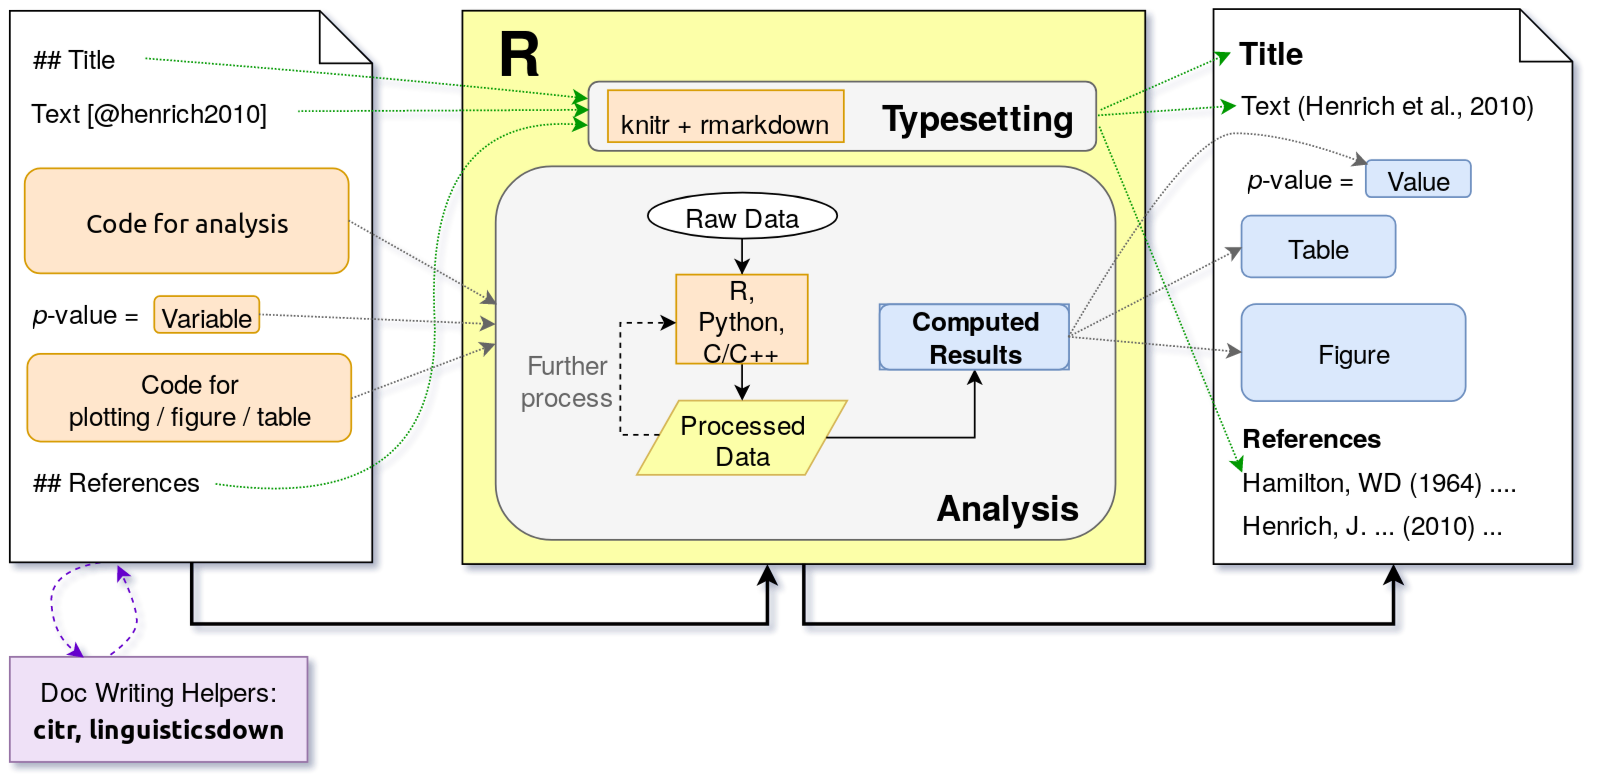 ## Title
Text [@henrich2010]
Code for analysis
p-value =
Variable
Code for
plotting / figure / table
## References
Doc Writing Helpers:
citr, linguisticsdown
R
knitr + rmarkdown
Typesetting
Raw Data
R,
Python,
C/C++
Further
process
Processed
Data
Computed
Results
Analysis
Title
Text (Henrich et al., 2010)
p-value =
Value
Table
Figure
References
Hamilton, WD (1964) ....
Henrich, J. ... (2010) ...